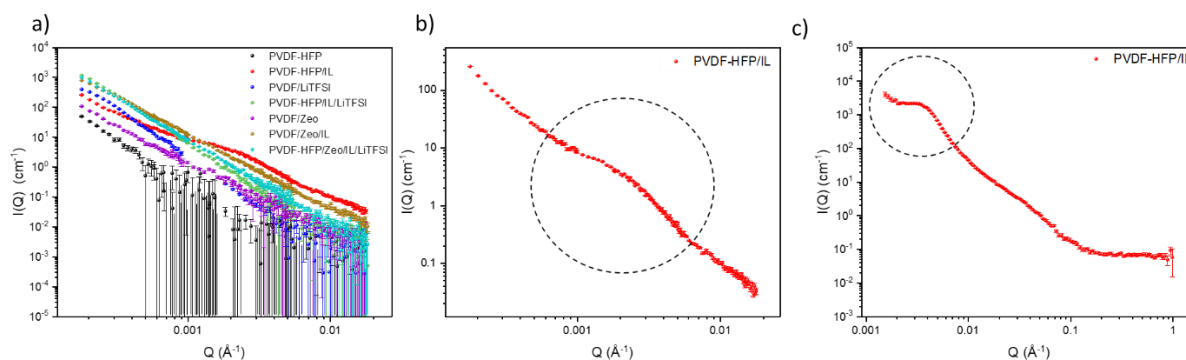 a)
10⁴
10³
10²
10¹
10⁰
10⁻¹
10⁻²
10⁻³
10⁻⁴
10⁻⁵
I(Q) (cm⁻¹)
0.001
0.01
Q (Å⁻¹)
PVDF-HFP
PVDF-HFP/IL
PVDF/LiTFSI
PVDF-HFP/IL/LiTFSI
PVDF/Zeo
PVDF/Zeo/IL
PVDF-HFP/Zeo/IL/LiTFSI
b)
100
10
1
0.1
I(Q) (cm⁻¹)
0.001
0.01
Q (Å⁻¹)
PVDF-HFP/IL
c)
10⁵
10⁴
10³
10²
10¹
10⁰
10⁻¹
10⁻²
I(Q) (cm⁻¹)
0.001
0.01
0.1
1
Q (Å⁻¹)
PVDF-HFP/I